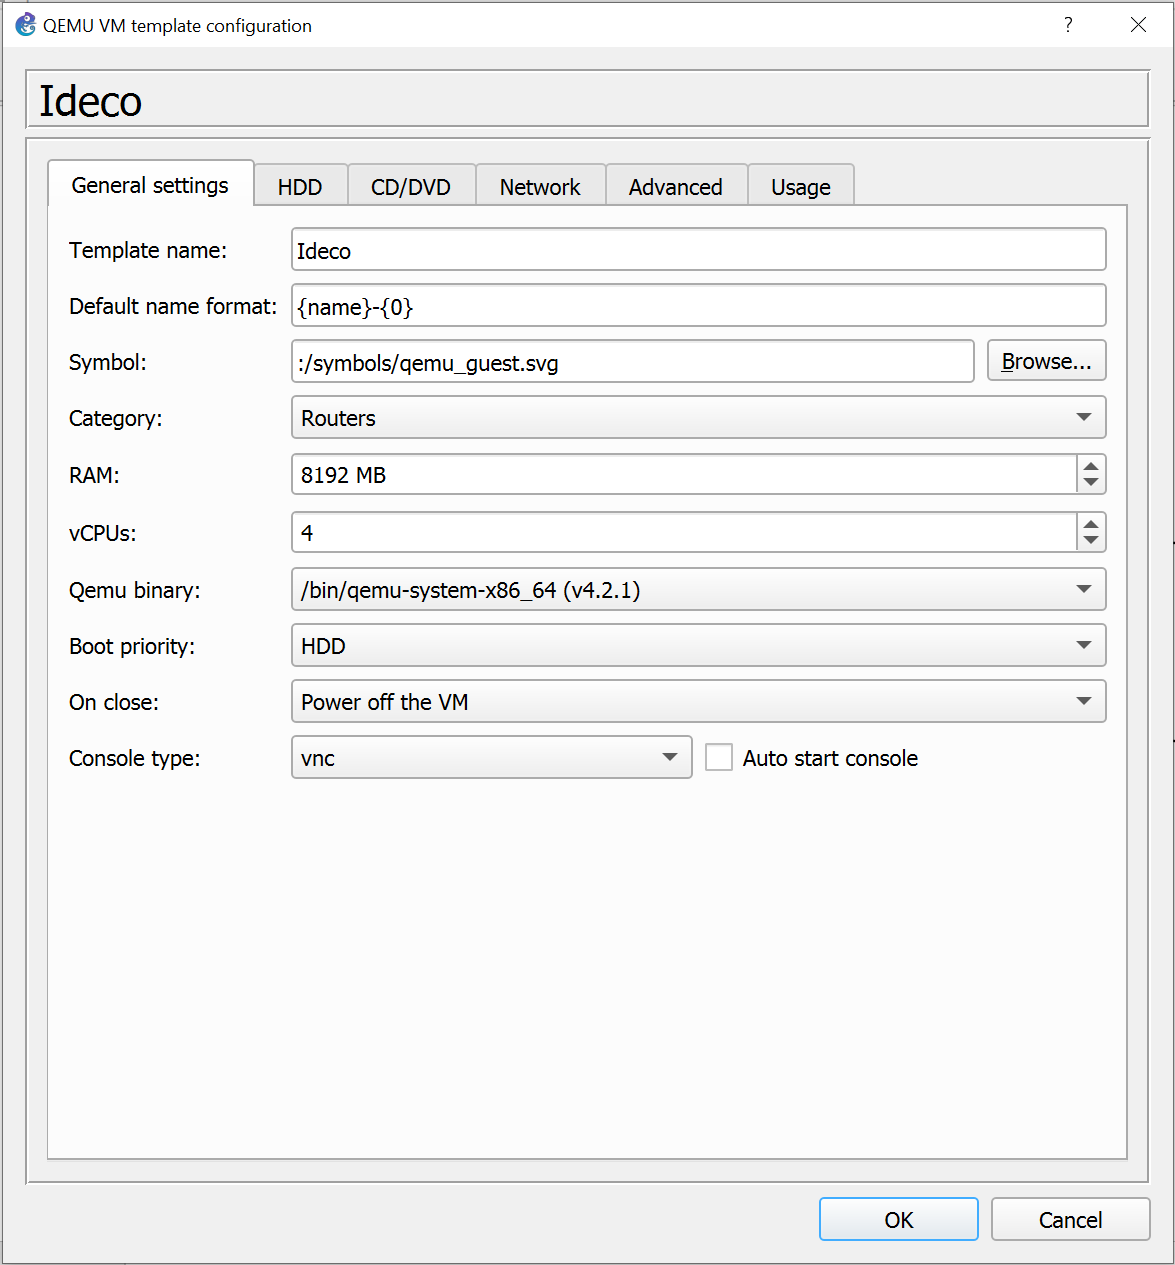 QEMU VM template configuration
?
Ideco
General settings HDD CD/DVD Network Advanced Usage
Template name: Ideco
Default name format: {name}-{0}
Symbol: :/symbols/qemu_guest.svg Browse...
Category: Routers
RAM: 8192 MB
vCPUs: 4
Qemu binary: /bin/qemu-system-x86_64 (v4.2.1)
Boot priority: HDD
On close: Power off the VM
Console type: vnc Auto start console
OK Cancel